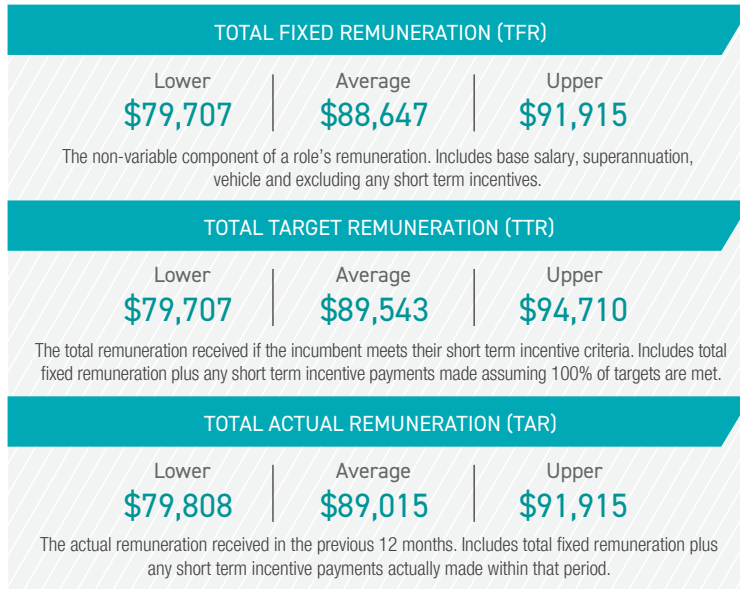 TOTAL FIXED REMUNERATION (TFR)
Lower Average Upper
$79,707 $88,647 $91,915
The non-variable component of a role's remuneration. Includes base salary, superannuation,
vehicle and excluding any short term incentives.
TOTAL TARGET REMUNERATION (TTR)
Lower Average Upper
$79,707 $89,543 $94,710
The total remuneration received if the incumbent meets their short term incentive criteria. Includes total
fixed remuneration plus any short term incentive payments made assuming 100% of targets are met.
TOTAL ACTUAL REMUNERATION (TAR)
Lower Average Upper
$79,808 $89,015 $91,915
The actual remuneration received in the previous 12 months. Includes total fixed remuneration plus
any short term incentive payments actually made within that period.